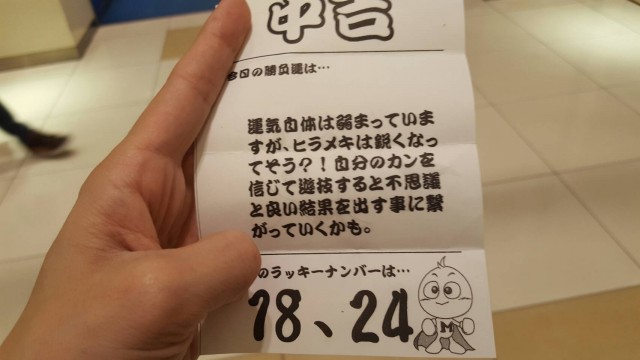 中吉
今日の勝負運は…
運気自体は弱まっていま
すが、ヒラメキは鋭くなっ
てそう?!自分のカンを
信じて遊技すると不思議
と良い結果を出す事に繋
がっていくかも。
のラッキーナンバーは…
18、24
M